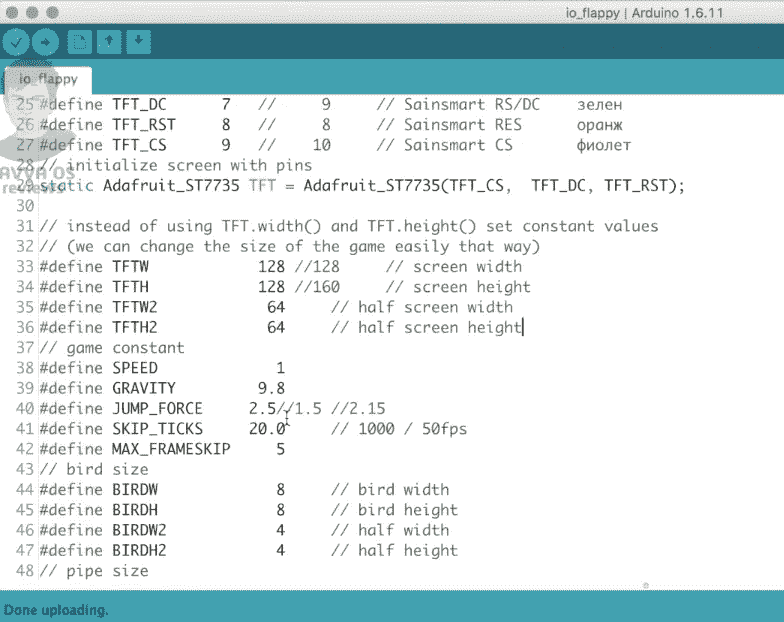 io_flappy | Arduino 1.6.11
io_flappy
25 #define TFT_DC 7 // 9 // Sainsmart RS/DC зелен
26 #define TFT_RST 8 // 8 // Sainsmart RES оранж
27 #define TFT_CS 9 // 10 // Sainsmart CS фиолет
28 // initialize screen with pins
AVVA OS
reviews
29 static Adafruit_ST7735 TFT = Adafruit_ST7735(TFT_CS, TFT_DC, TFT_RST);
30
31 // instead of using TFT.width() and TFT.height() set constant values
32 // (we can change the size of the game easily that way)
33 #define TFTW 128 //128 // screen width
34 #define TFTH 128 //160 // screen height
35 #define TFTW2 64 // half screen width
36 #define TFTH2 64 // half screen height
37 // game constant
38 #define SPEED 1
39 #define GRAVITY 9.8
40 #define JUMP_FORCE 2.5//1.5 //2.15
41 #define SKIP_TICKS 20.0 // 1000 / 50fps
42 #define MAX_FRAMESKIP 5
43 // bird size
44 #define BIRDW 8 // bird width
45 #define BIRDH 8 // bird height
46 #define BIRDW2 4 // half width
47 #define BIRDH2 4 // half height
48 // pipe size
Done uploading.